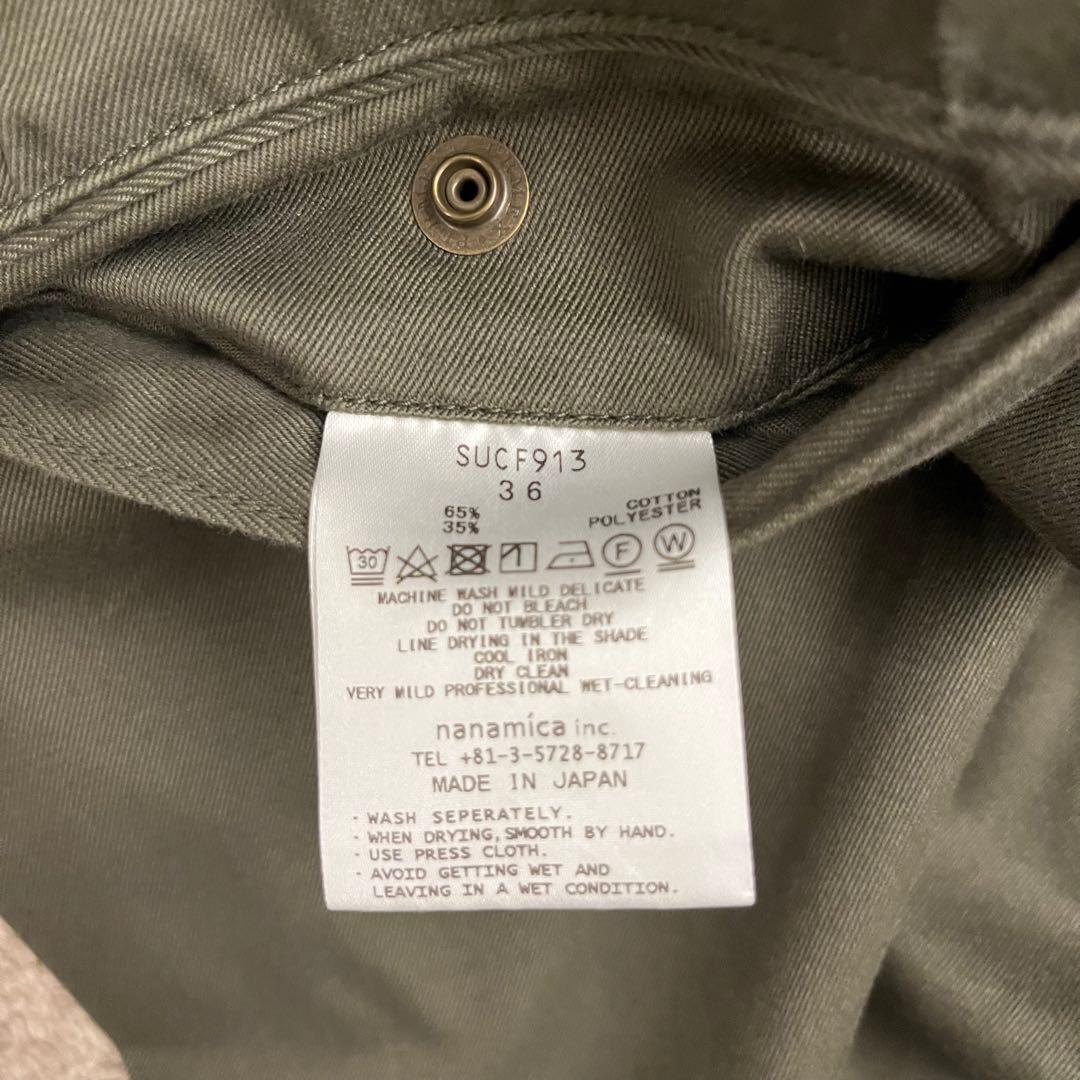 SUCF913
36
65% COTTON
35% POLYESTER
30 F W
MACHINE WASH MILD DELICATE
DO NOT BLEACH
DO NOT TUMBLER DRY
LINE DRYING IN THE SHADE
COOL IRON
DRY CLEAN
VERY MILD PROFESSIONAL WET-CLEANING
nanamica inc.
TEL +81-3-5728-8717
MADE IN JAPAN
・WASH SEPERATELY.
・WHEN DRYING,SMOOTH BY HAND.
・USE PRESS CLOTH.
・AVOID GETTING WET AND
LEAVING IN A WET CONDITION.